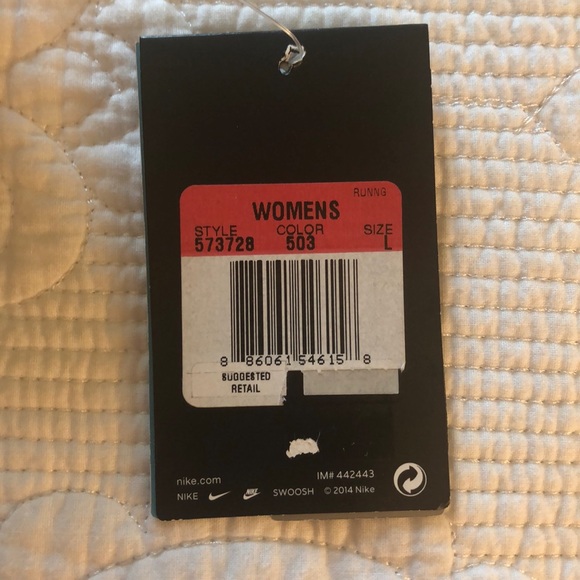 RUNNG
WOMENS
STYLE COLOR SIZE
573728 503 L
8 86061 54615 8
SUGGESTED
RETAIL
nike.com IM# 442443
NIKE NIKE SWOOSH © 2014 Nike